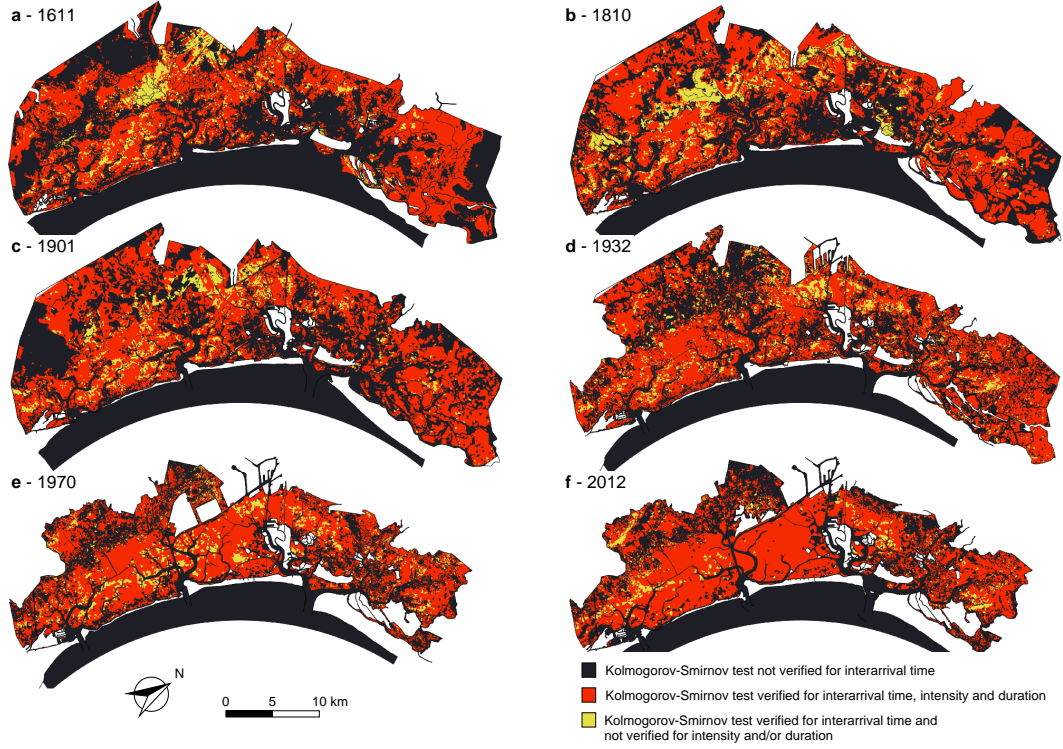 a - 1611
b - 1810
c - 1901
d - 1932
e - 1970
f - 2012
N
0 5 10 km
Kolmogorov-Smirnov test not verified for interarrival time
Kolmogorov-Smirnov test verified for interarrival time, intensity and duration
Kolmogorov-Smirnov test verified for interarrival time and
not verified for intensity and/or duration